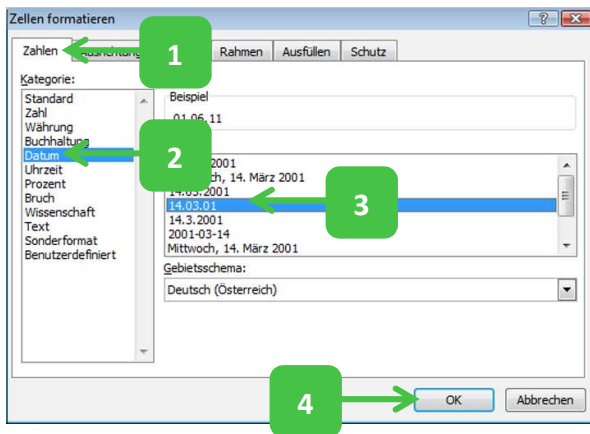 Zellen formatieren
Zahlen 1 Rahmen Ausfüllen Schutz
Kategorie:
Standard
Zahl
Währung
Buchhaltung
Datum
Uhrzeit
Prozent
Bruch
Wissenschaft
Text
Sonderformat
Benutzerdefiniert
2
Beispiel
01.06.11
14. März 2001
14.03.2001
14.03.01
14.3.2001
2001-03-14
Mittwoch, 14. März 2001
3
Gebietsschema:
Deutsch (Österreich)
4
OK
Abbrechen